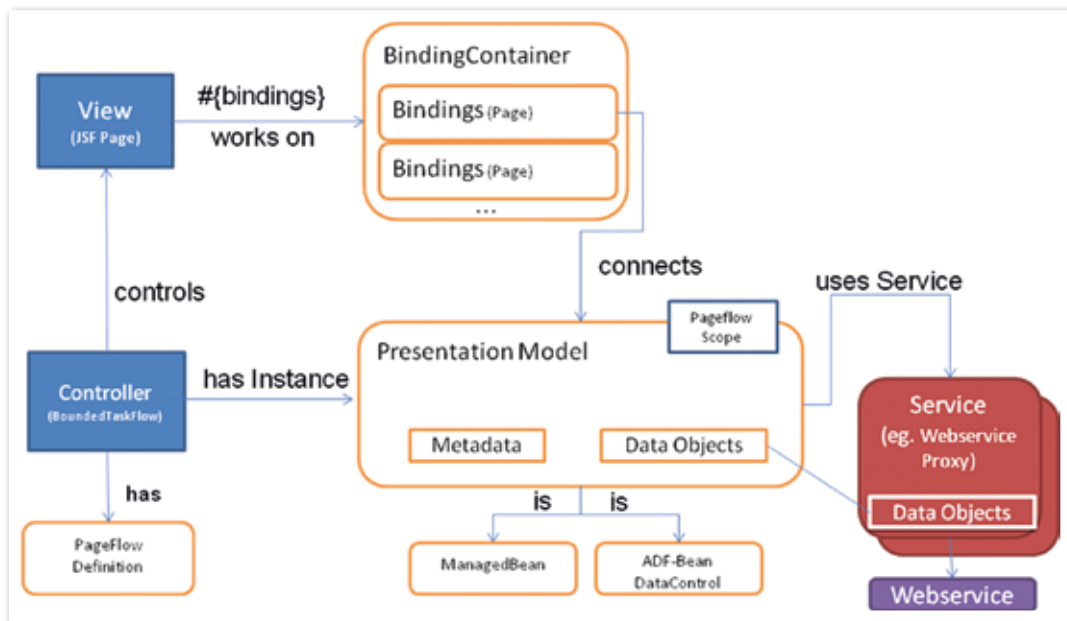 BindingContainer
View
(JSF Page)
#{bindings}
works on
Bindings (Page)
Bindings (Page)
...
controls
connects
uses Service
Pageflow
Scope
Presentation Model
Controller
(BoundedTaskFlow)
has Instance
Service
(eg. Webservice
Proxy)
Metadata
Data Objects
Data Objects
has
is
is
PageFlow
Definition
ManagedBean
ADF-Bean
DataControl
Webservice